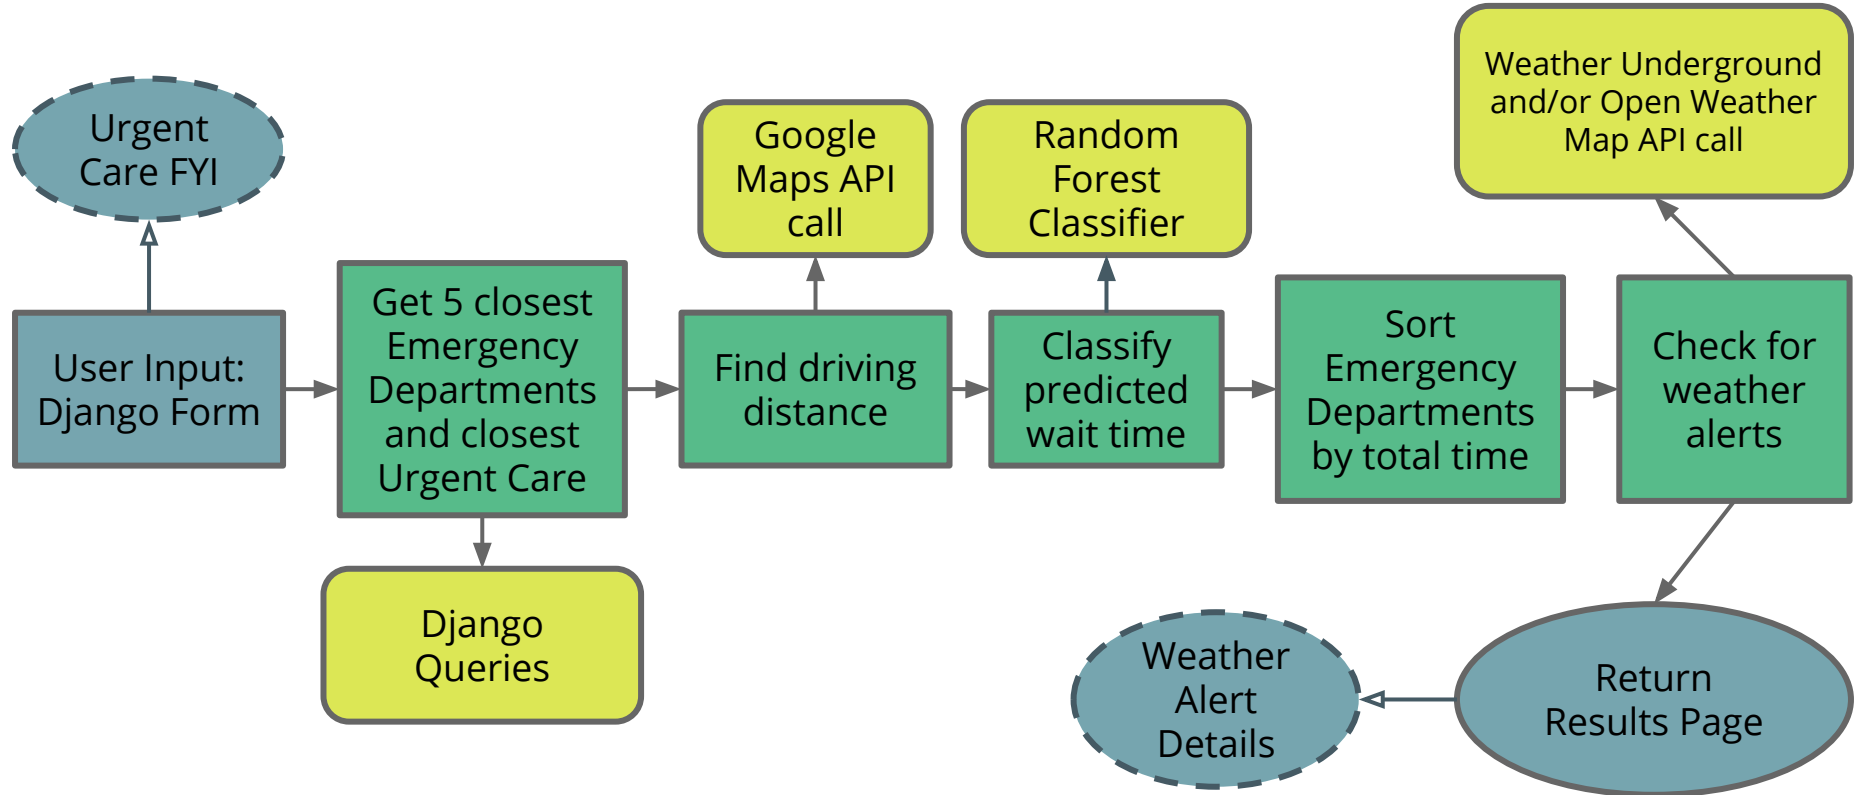 Urgent
Care FYI
User Input:
Django Form
Get 5 closest
Emergency
Departments
and closest
Urgent Care
Django
Queries
Google
Maps API
call
Find driving
distance
Random
Forest
Classifier
Classify
predicted
wait time
Sort
Emergency
Departments
by total time
Weather Underground
and/or Open Weather
Map API call
Check for
weather
alerts
Return
Results Page
Weather
Alert
Details